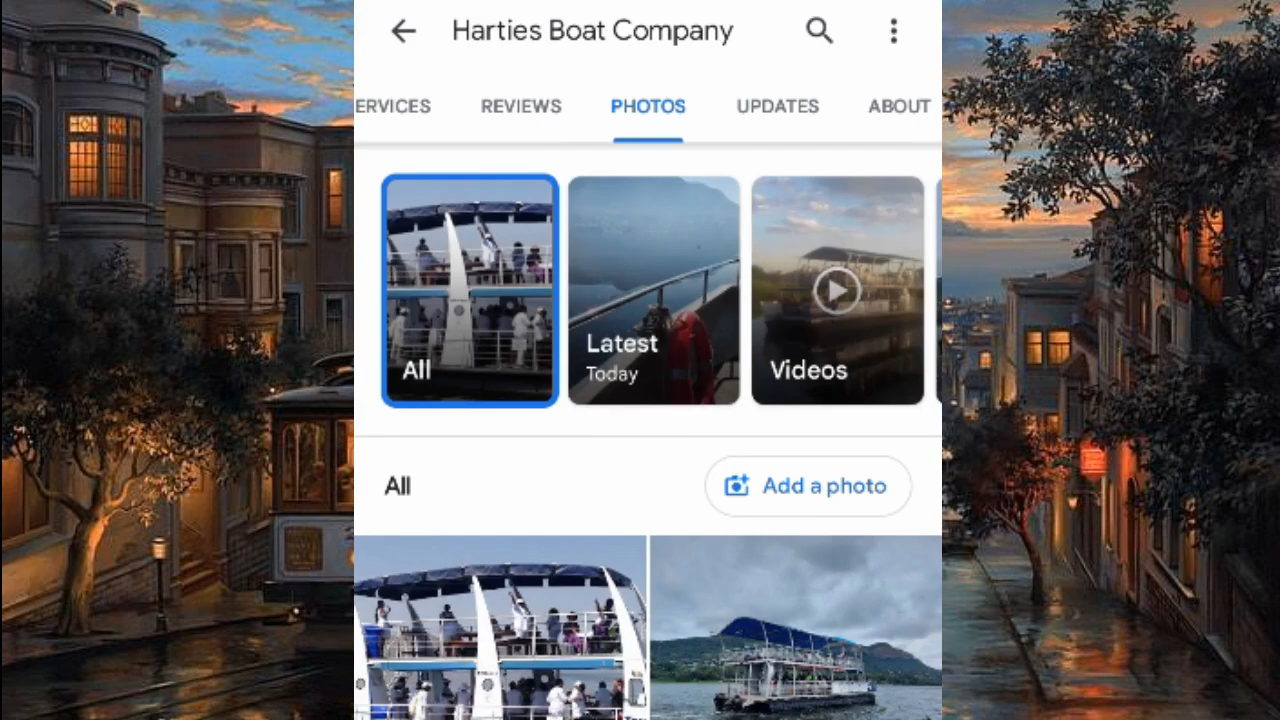 Harties Boat Company
ERVICES REVIEWS PHOTOS UPDATES ABOUT
All
Latest
Today
Videos
All
Add a photo